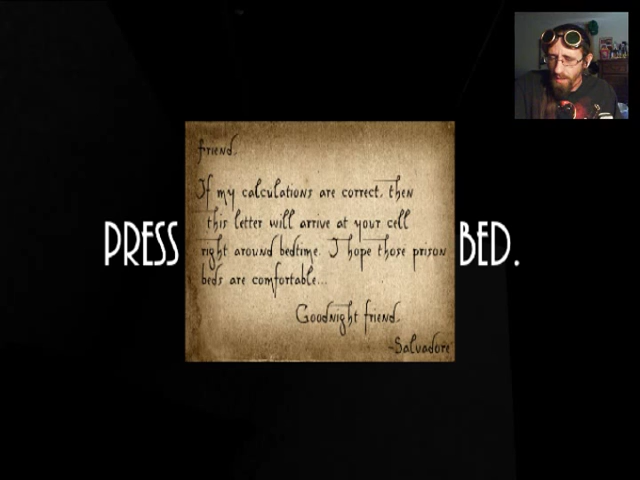 friend.
If my calculations are correct, then
this letter will arrive at your cell
right around bedtime. I hope those prison
beds are comfortable...
Goodnight friend.
-Salvadore
PRESS
BED.